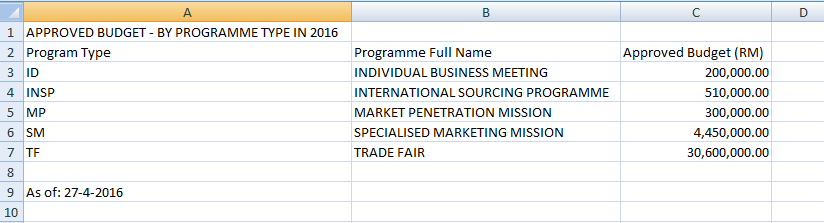 A B C D
1 APPROVED BUDGET - BY PROGRAMME TYPE IN 2016
2 Program Type Programme Full Name Approved Budget (RM)
3 ID INDIVIDUAL BUSINESS MEETING 200,000.00
4 INSP INTERNATIONAL SOURCING PROGRAMME 510,000.00
5 MP MARKET PENETRATION MISSION 300,000.00
6 SM SPECIALISED MARKETING MISSION 4,450,000.00
7 TF TRADE FAIR 30,600,000.00
8
9 As of: 27-4-2016
10